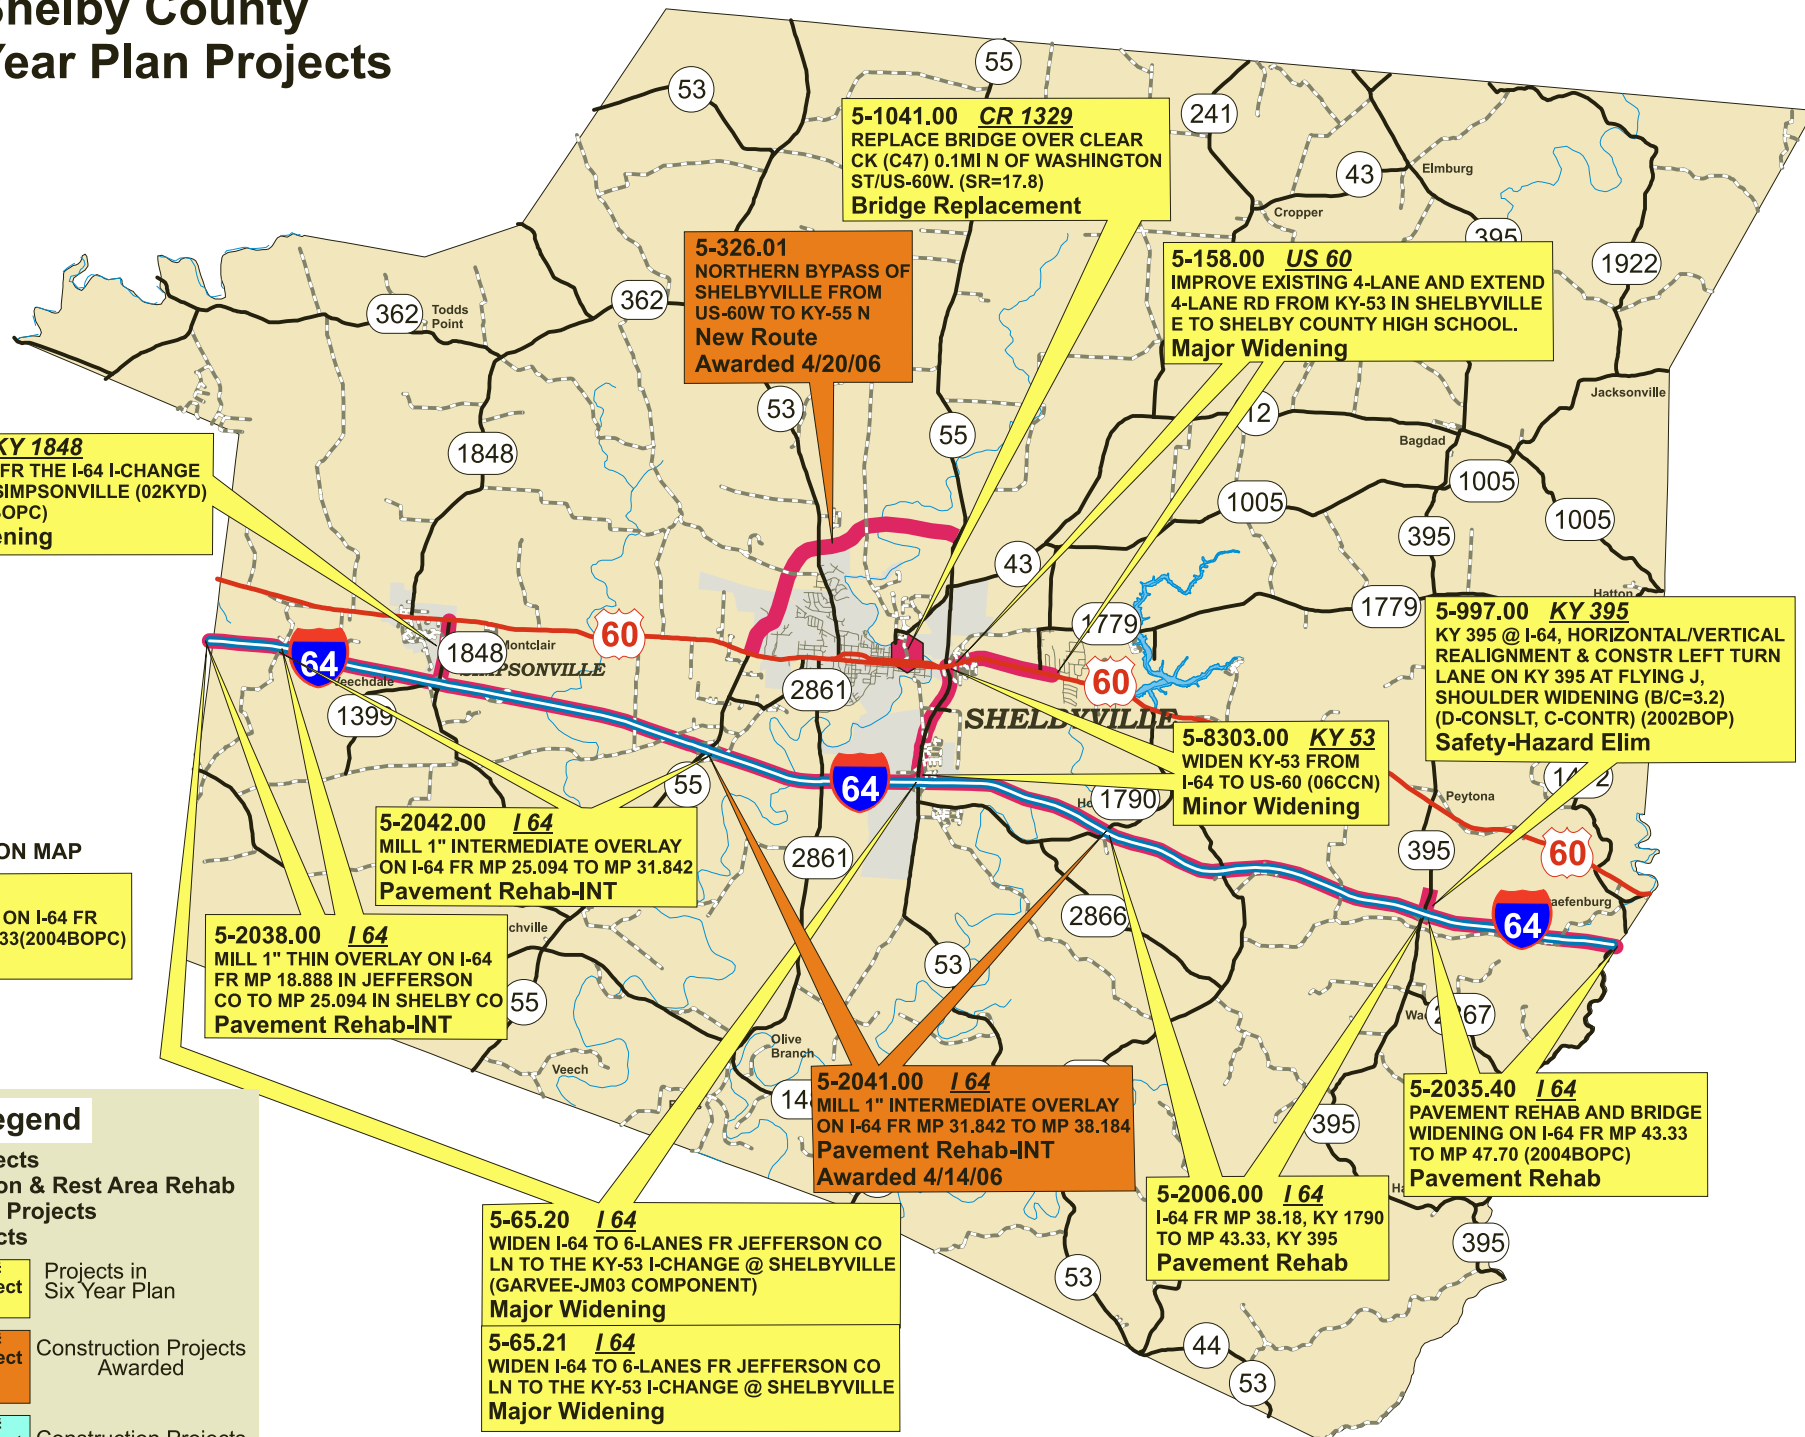 Shelby County
Year Plan Projects
53
55
241
43
Elmburg
Cropper
395
1922
5-1041.00 CR 1329
REPLACE BRIDGE OVER CLEAR
CK (C47) 0.1MI N OF WASHINGTON
ST/US-60W. (SR=17.8)
Bridge Replacement
5-326.01
NORTHERN BYPASS OF
SHELBYVILLE FROM
US-60W TO KY-55 N
New Route
Awarded 4/20/06
5-158.00 US 60
IMPROVE EXISTING 4-LANE AND EXTEND
4-LANE RD FROM KY-53 IN SHELBYVILLE
E TO SHELBY COUNTY HIGH SCHOOL.
Major Widening
362
Todds
Point
362
53
55
12
Jacksonville
Bagdad
1848
1005
1005
1005
395
KY 1848
FR THE I-64 I-CHANGE
SIMPSONVILLE (02KYD)
OPC)
ening
43
1779
1779
Hatton
5-997.00 KY 395
KY 395 @ I-64, HORIZONTAL/VERTICAL
REALIGNMENT & CONSTR LEFT TURN
LANE ON KY 395 AT FLYING J,
SHOULDER WIDENING (B/C=3.2)
(D-CONSLT, C-CONTR) (2002BOP)
Safety-Hazard Elim
60
Montclair
1848
64
Veechdale
1399
2861
60
SHELBYVILLE
5-8303.00 KY 53
WIDEN KY-53 FROM
I-64 TO US-60 (06CCN)
Minor Widening
55
64
1790
Peytona
395
60
5-2042.00 I 64
MILL 1" INTERMEDIATE OVERLAY
ON I-64 FR MP 25.094 TO MP 31.842
Pavement Rehab-INT
2861
ON MAP
ON I-64 FR
33(2004BOPC)
2866
aefenburg
64
5-2038.00 I 64
MILL 1" THIN OVERLAY ON I-64
FR MP 18.888 IN JEFFERSON
CO TO MP 25.094 IN SHELBY CO
Pavement Rehab-INT
chville
55
53
Olive
Branch
Veech
5-2041.00 I 64
MILL 1" INTERMEDIATE OVERLAY
ON I-64 FR MP 31.842 TO MP 38.184
Pavement Rehab-INT
Awarded 4/14/06
395
5-2035.40 I 64
PAVEMENT REHAB AND BRIDGE
WIDENING ON I-64 FR MP 43.33
TO MP 47.70 (2004BOPC)
Pavement Rehab
5-2006.00 I 64
I-64 FR MP 38.18, KY 1790
TO MP 43.33, KY 395
Pavement Rehab
395
5-65.20 I 64
WIDEN I-64 TO 6-LANES FR JEFFERSON CO
LN TO THE KY-53 I-CHANGE @ SHELBYVILLE
(GARVEE-JM03 COMPONENT)
Major Widening
5-65.21 I 64
WIDEN I-64 TO 6-LANES FR JEFFERSON CO
LN TO THE KY-53 I-CHANGE @ SHELBYVILLE
Major Widening
53
44
53
egend
ects
on & Rest Area Rehab
Projects
cts
ect
Projects in
Six Year Plan
ect
Construction Projects
Awarded
Construction Projects